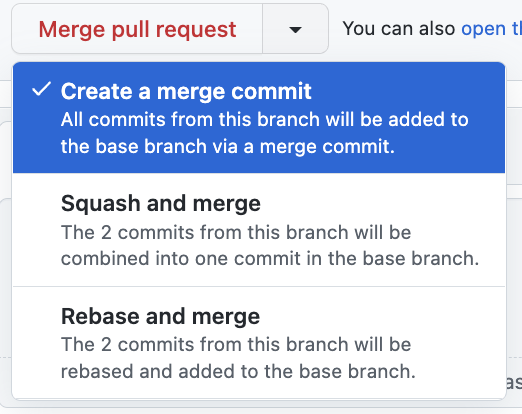 Merge pull request
You can also open th
Create a merge commit
All commits from this branch will be added to
the base branch via a merge commit.
Squash and merge
The 2 commits from this branch will be
combined into one commit in the base branch.
Rebase and merge
The 2 commits from this branch will be
rebased and added to the base branch.
as